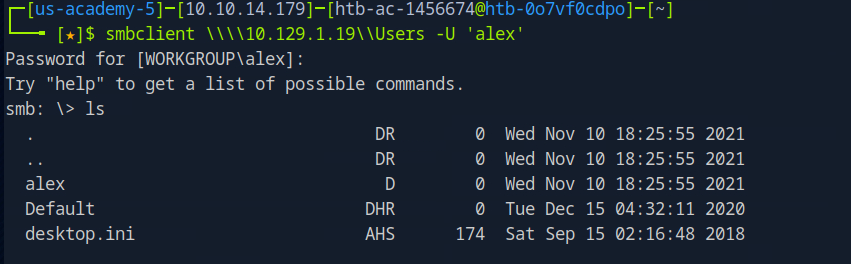 [us-academy-5]─[10.10.14.179]─[htb-ac-1456674@htb-0o7vf0cdpo]─[~]
[★]$ smbclient \\\\10.129.1.19\\Users -U 'alex'
Password for [WORKGROUP\alex]:
Try "help" to get a list of possible commands.
smb: \> ls
. DR 0 Wed Nov 10 18:25:55 2021
.. DR 0 Wed Nov 10 18:25:55 2021
alex D 0 Wed Nov 10 18:25:55 2021
Default DHR 0 Tue Dec 15 04:32:11 2020
desktop.ini AHS 174 Sat Sep 15 02:16:48 2018